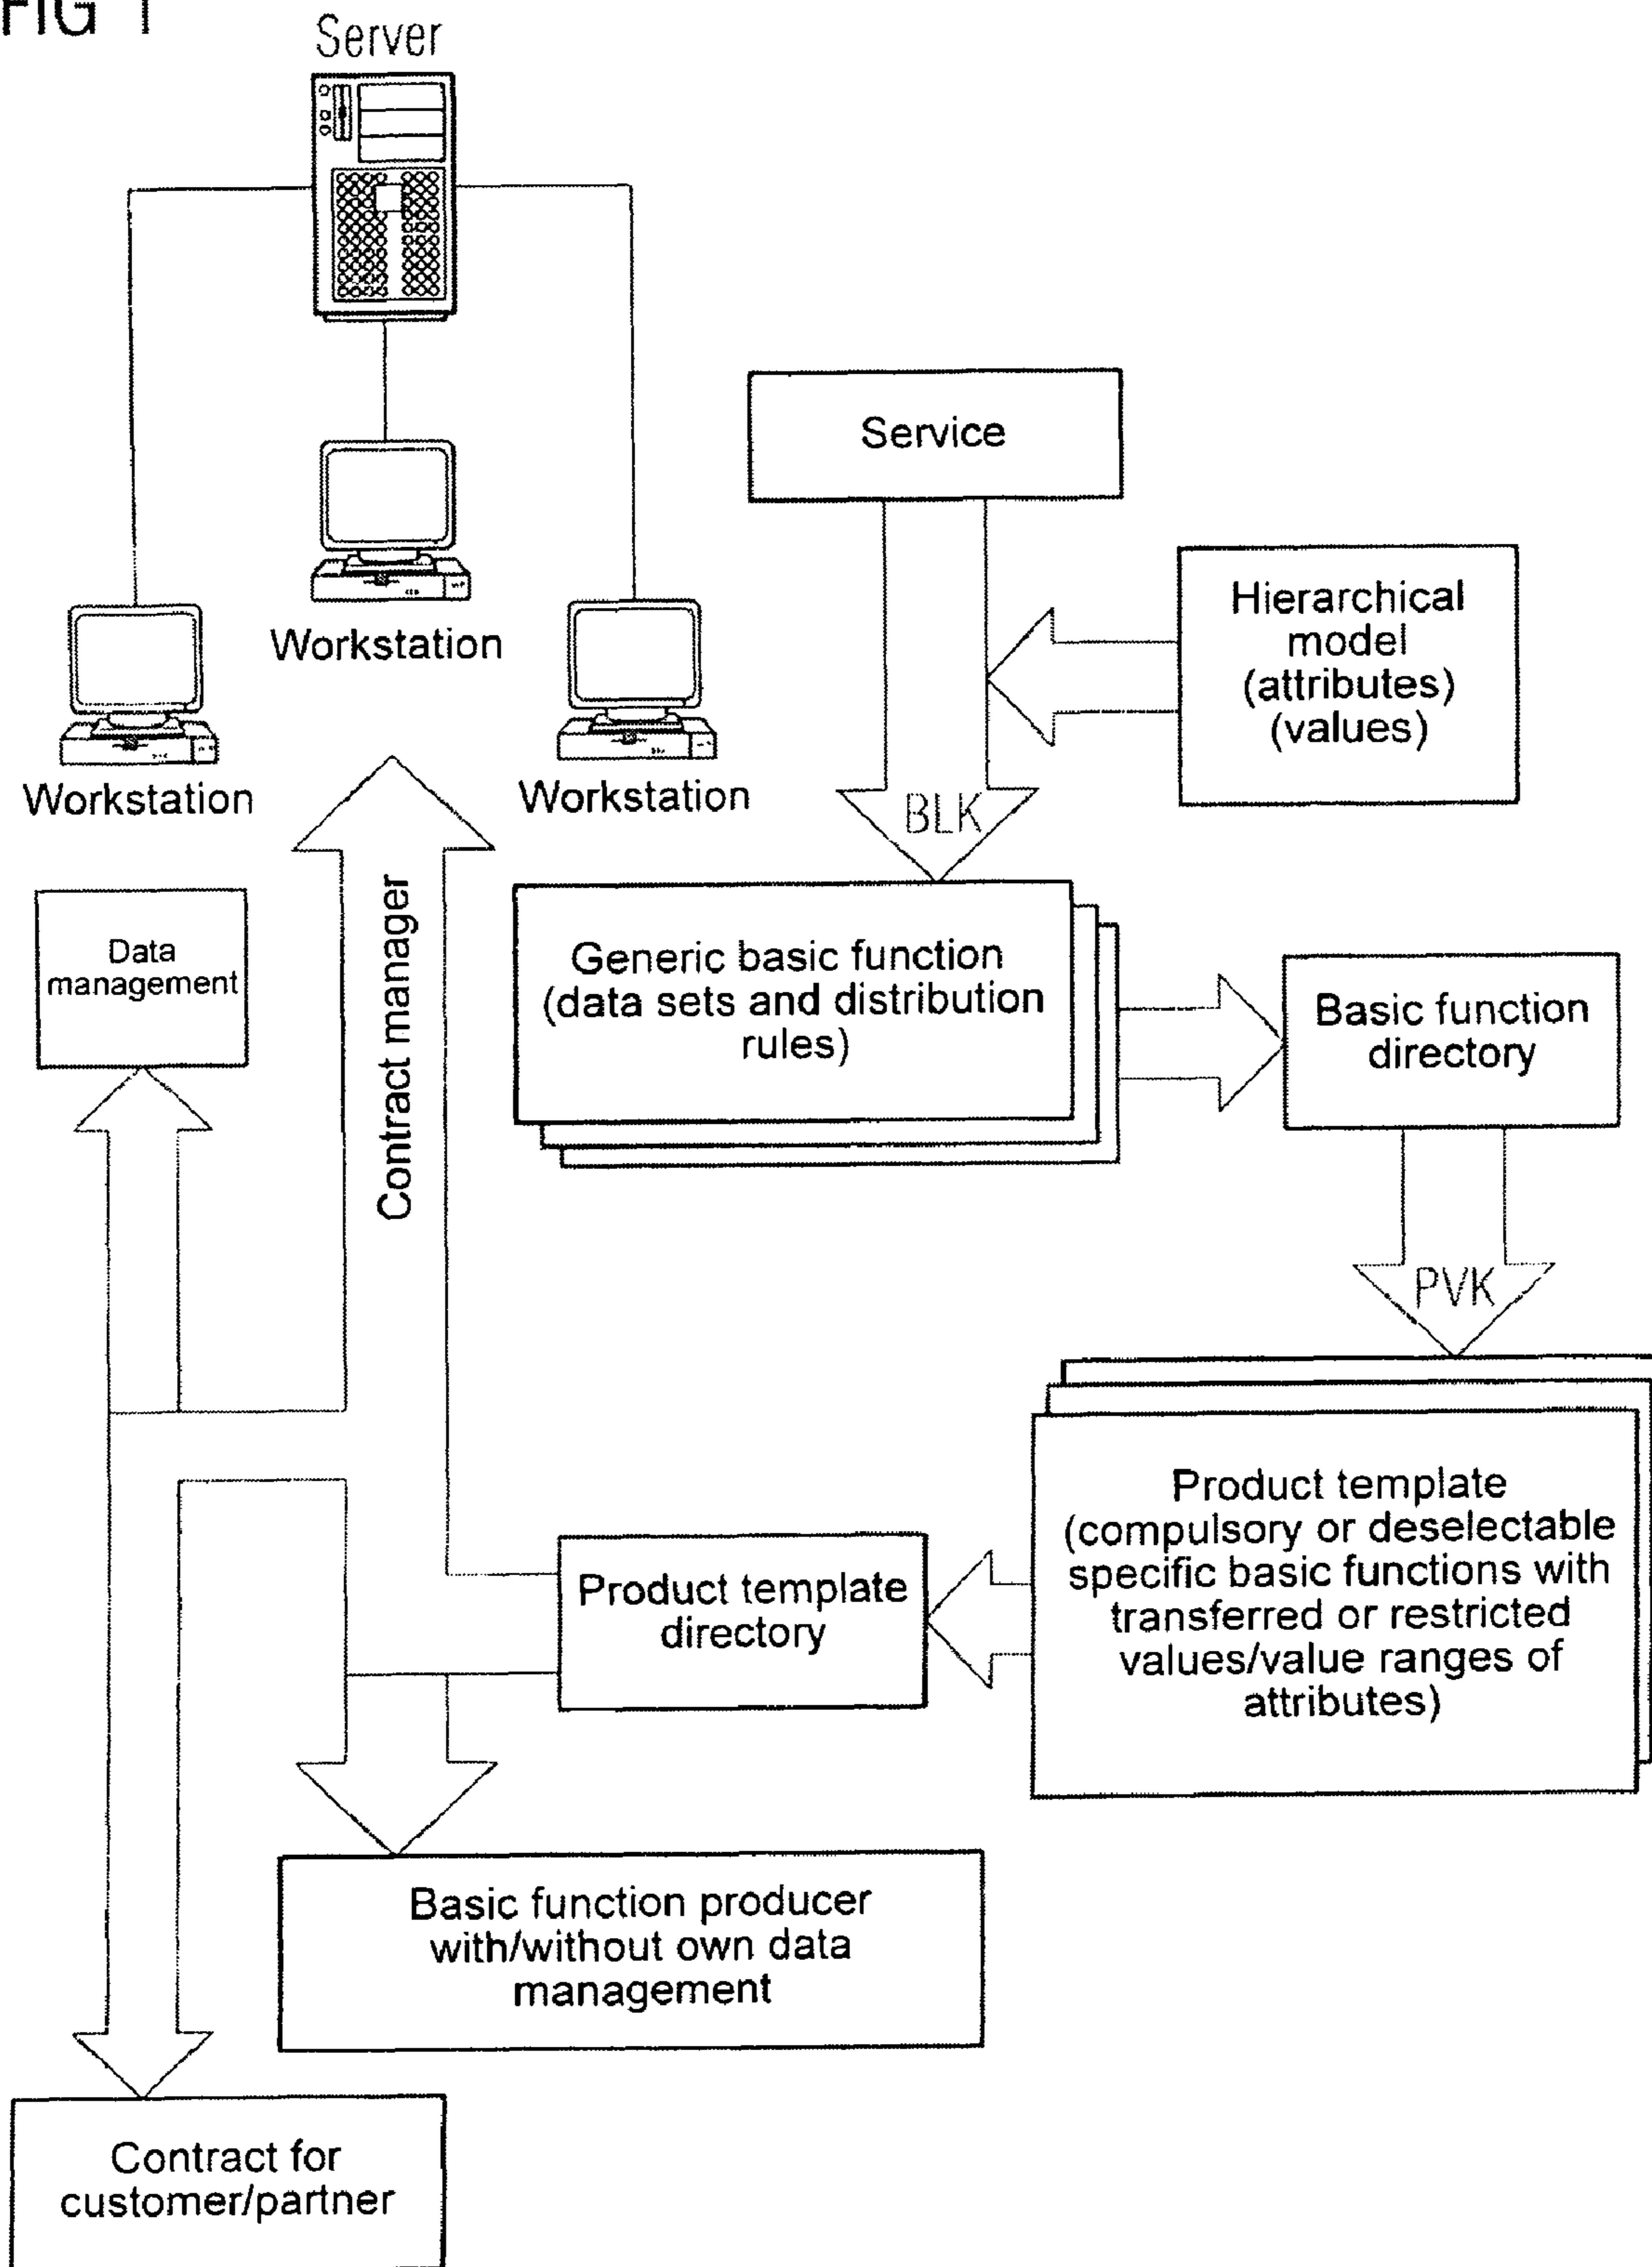 FIG 1
Server
Service
Hierarchical
model
(attributes)
(values)
Workstation
Workstation
Workstation
BLK
Contract manager
Data
management
Generic basic function
(data sets and distribution
rules)
Basic function
directory
PVK
Product template
(compulsory or deselectable
specific basic functions with
transferred or restricted
values/value ranges of
attributes)
Product template
directory
Basic function producer
with/without own data
management
Contract for
customer/partner